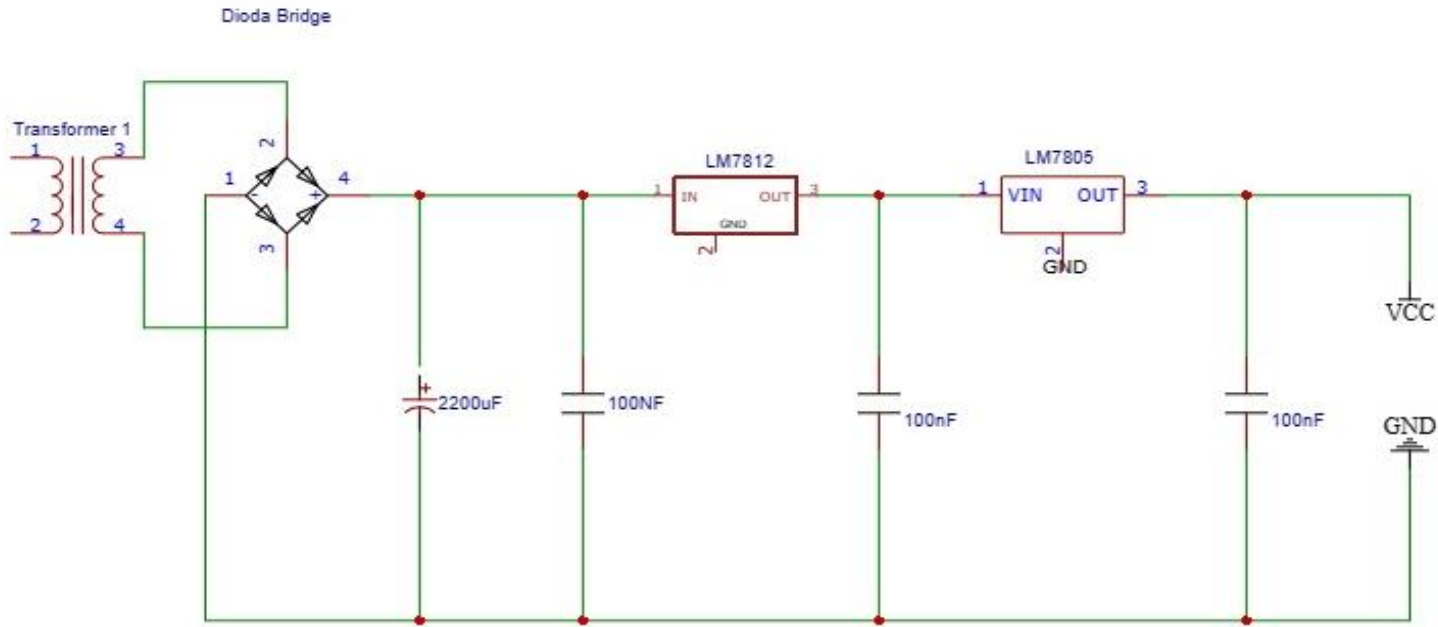 Dioda Bridge
Transformer 1
1
2
3
4
2
1
4
3
-
+
LM7812
1
IN
OUT
3
GND
2
LM7805
1
VIN
OUT
3
2
GND
VCC
+
2200uF
100NF
100nF
100nF
GND